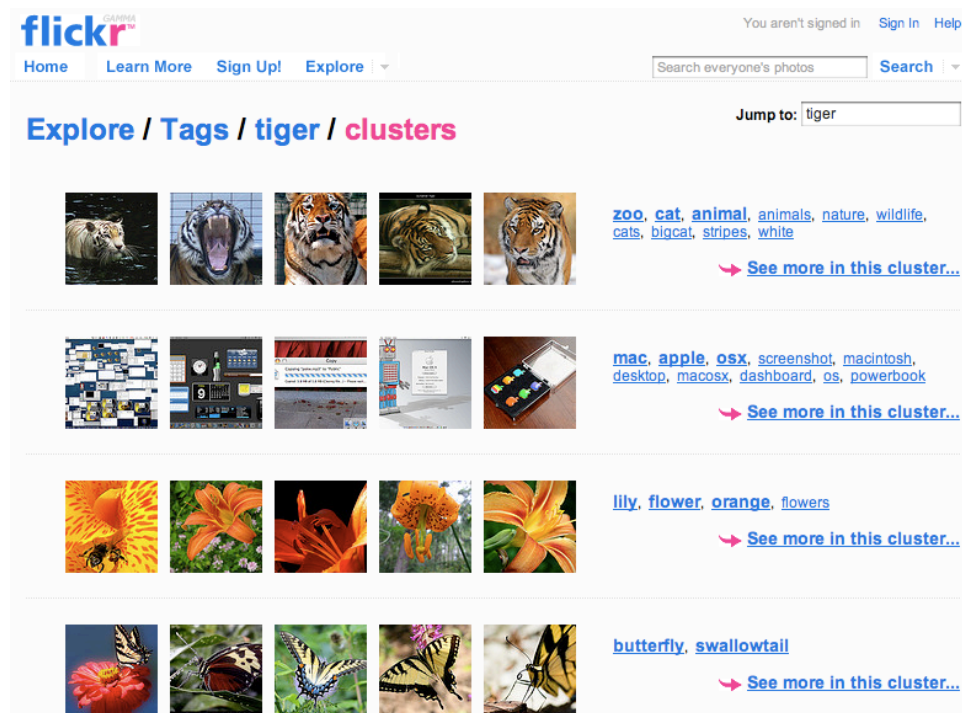 GAMMA
flickr™
You aren't signed in Sign In Help
Home Learn More Sign Up! Explore
Search everyone's photos Search
Jump to: tiger
Explore / Tags / tiger / clusters
zoo, cat, animal, animals, nature, wildlife,
cats, bigcat, stripes, white
See more in this cluster...
Copy
mac, apple, osx, screenshot, macintosh,
desktop, macosx, dashboard, os, powerbook
9
See more in this cluster...
lily, flower, orange, flowers
See more in this cluster...
butterfly, swallowtail
See more in this cluster...